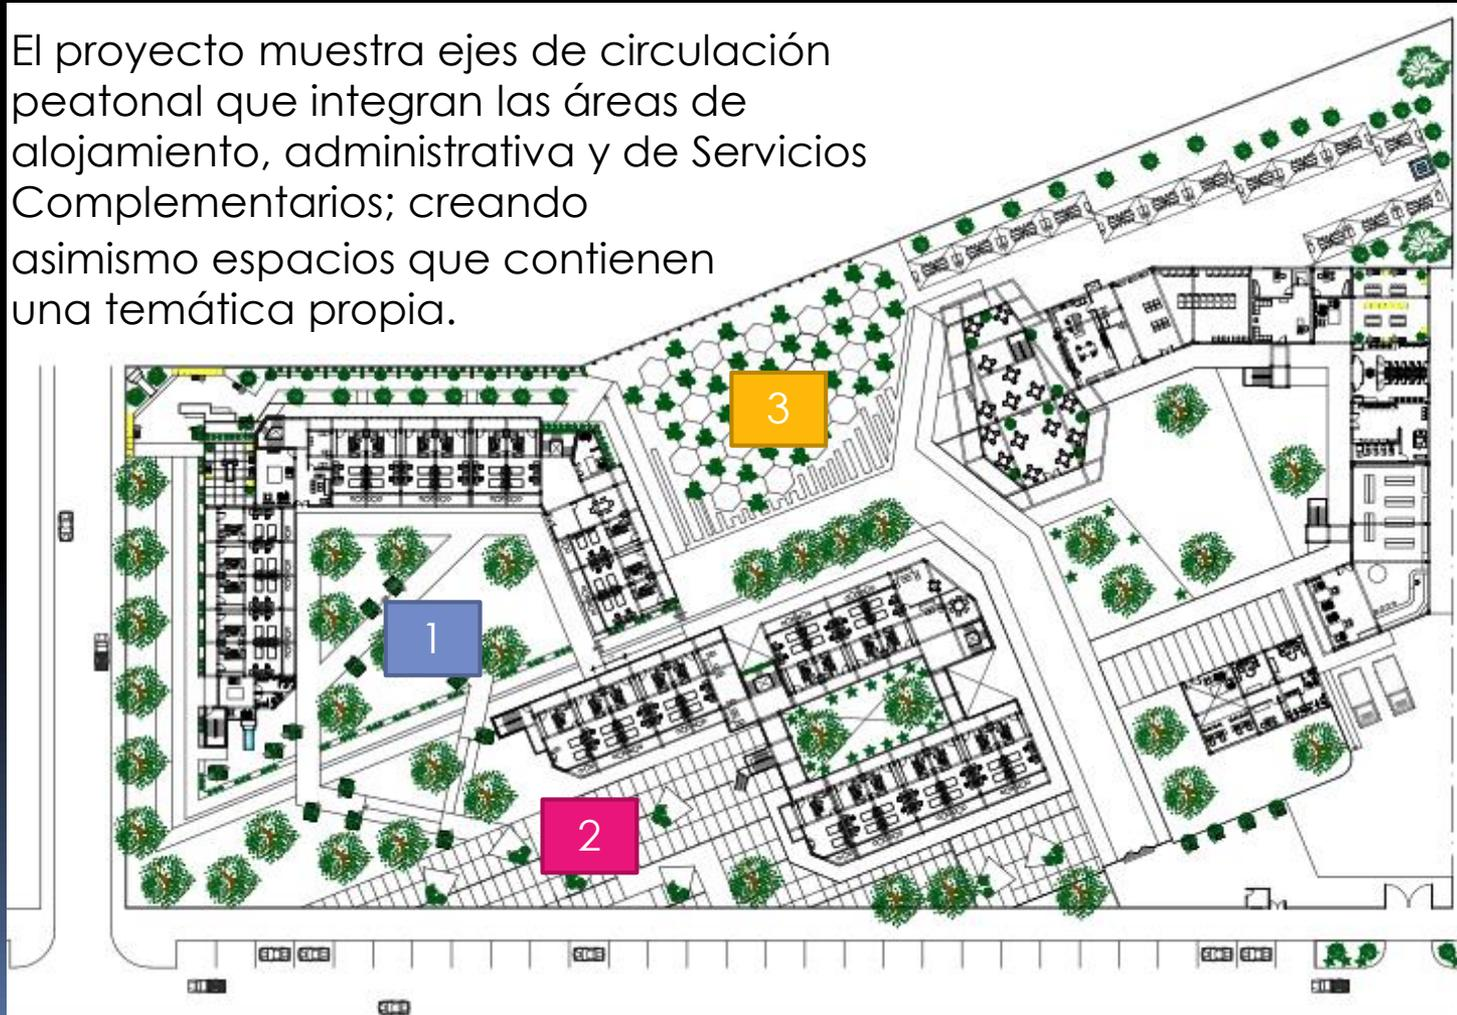 El proyecto muestra ejes de circulación
peatonal que integran las áreas de
alojamiento, administrativa y de Servicios
Complementarios; creando
asimismo espacios que contienen
una temática propia.
3
1
2